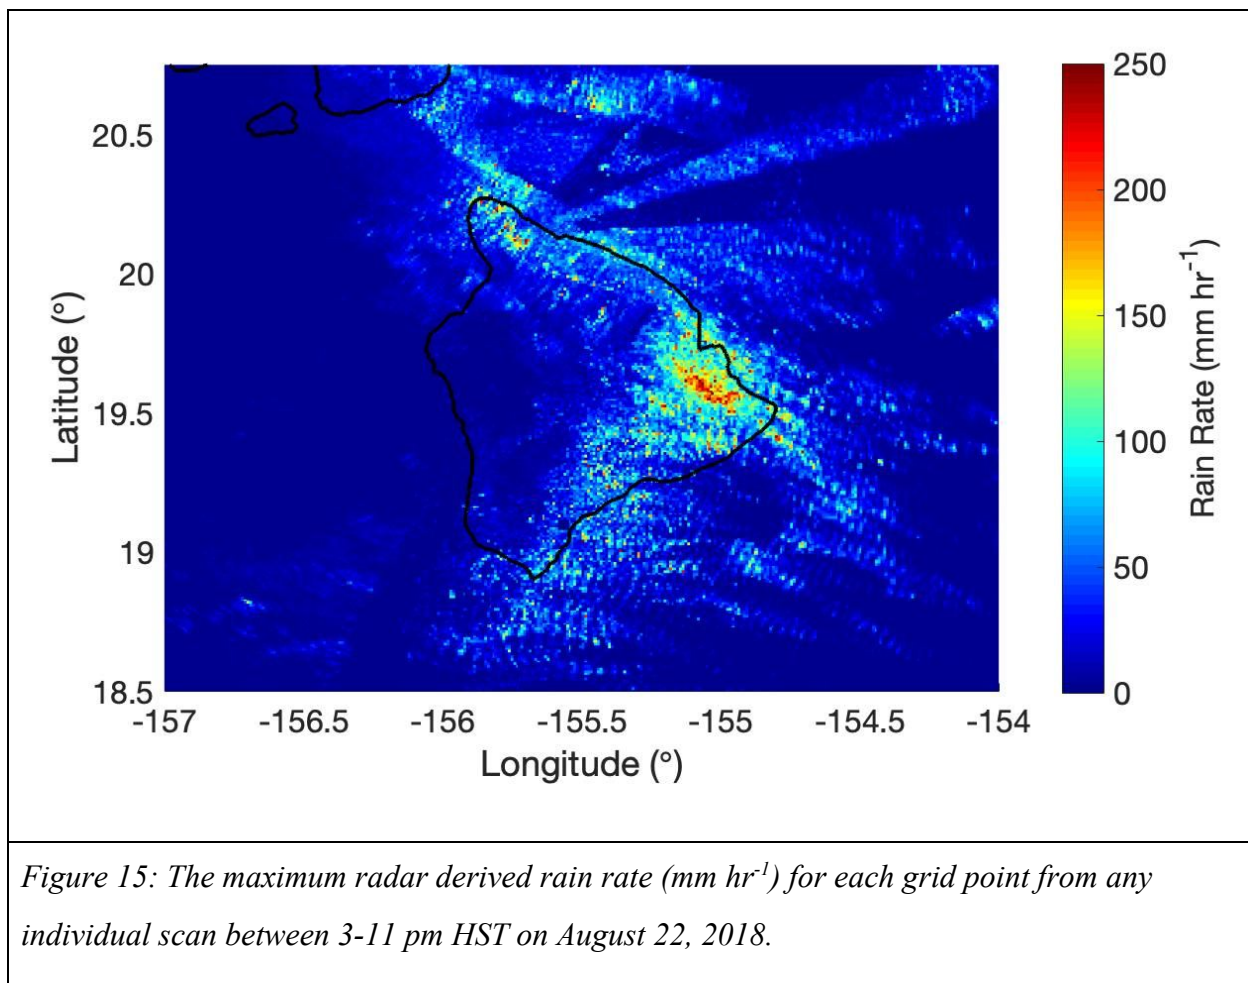 250
200
150
100
50
0
Rain Rate (mm hr-1)
20.5
20
19.5
19
18.5
Latitude (°)
-157 -156.5 -156 -155.5 -155 -154.5 -154
Longitude (°)
Figure 15: The maximum radar derived rain rate (mm hr-1) for each grid point from any
individual scan between 3-11 pm HST on August 22, 2018.